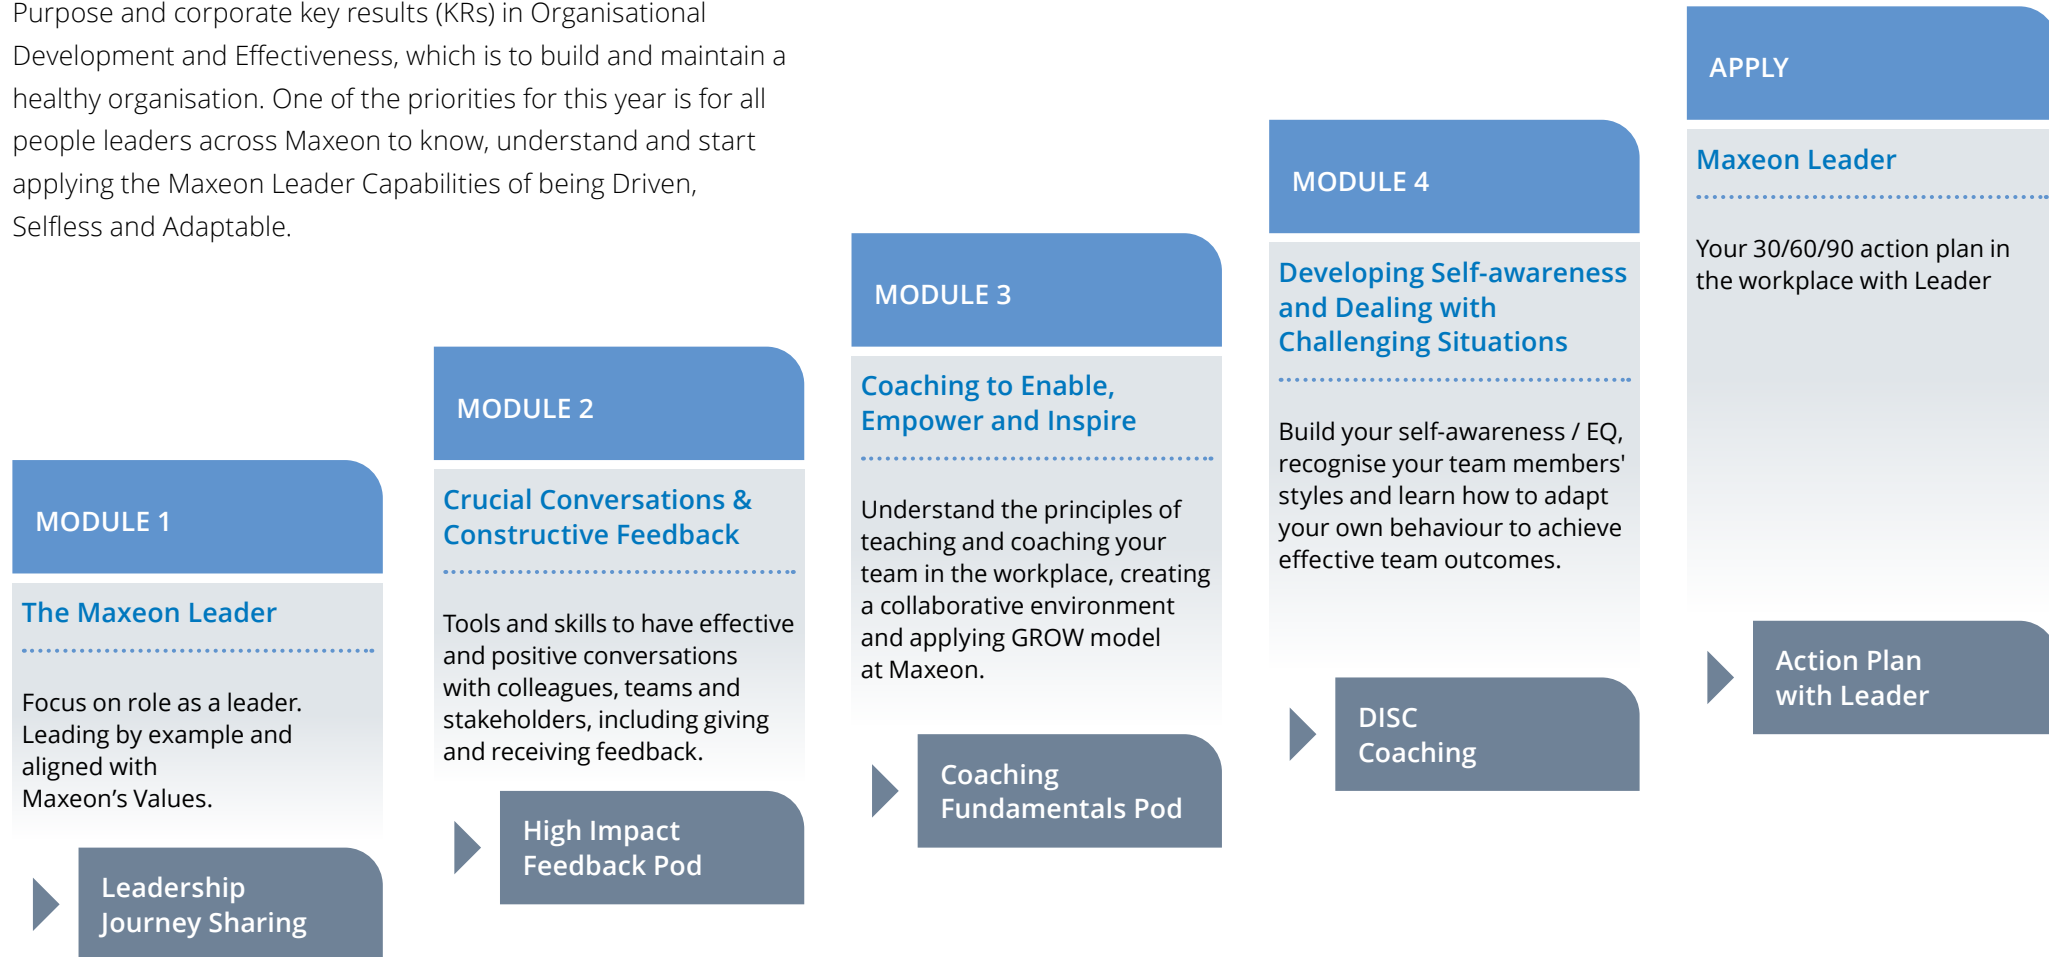 Purpose and corporate key results (KRs) in Organisational
Development and Effectiveness, which is to build and maintain a
healthy organisation. One of the priorities for this year is for all
people leaders across Maxeon to know, understand and start
applying the Maxeon Leader Capabilities of being Driven,
Selfless and Adaptable.
MODULE 1
The Maxeon Leader
Focus on role as a leader.
Leading by example and
aligned with
Maxeon’s Values.
Leadership
Journey Sharing
MODULE 2
Crucial Conversations &
Constructive Feedback
Tools and skills to have effective
and positive conversations
with colleagues, teams and
stakeholders, including giving
and receiving feedback.
High Impact
Feedback Pod
MODULE 3
Coaching to Enable,
Empower and Inspire
Understand the principles of
teaching and coaching your
team in the workplace, creating
a collaborative environment
and applying GROW model
at Maxeon.
Coaching
Fundamentals Pod
MODULE 4
Developing Self-awareness
and Dealing with
Challenging Situations
Build your self-awareness / EQ,
recognise your team members'
styles and learn how to adapt
your own behaviour to achieve
effective team outcomes.
DISC
Coaching
APPLY
Maxeon Leader
Your 30/60/90 action plan in
the workplace with Leader
Action Plan
with Leader